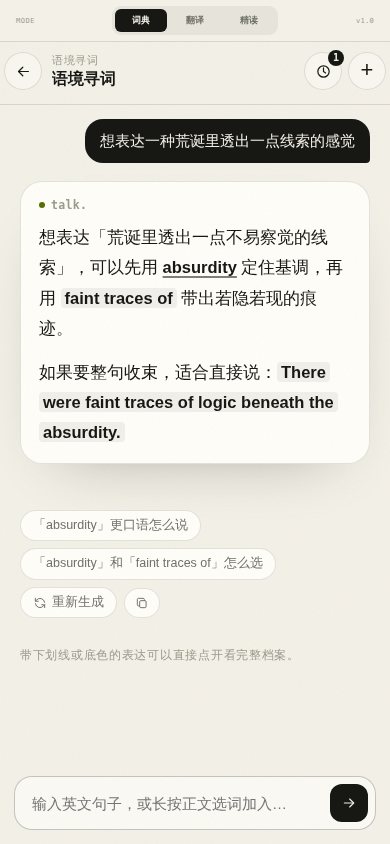 MODE
词典
翻译
精读
v1.0
语境寻词
语境寻词
1
想表达一种荒诞里透出一点线索的感觉
talk.
想表达「荒诞里透出一点不易察觉的线
索」，可以先用 absurdity 定住基调，再
用 faint traces of 带出若隐若现的痕
迹。
如果要整句收束，适合直接说：There
were faint traces of logic beneath the
absurdity.
「absurdity」更口语怎么说
「absurdity」和「faint traces of」怎么选
重新生成
带下划线或底色的表达可以直接点开看完整档案。
输入英文句子，或长按正文选词加入…